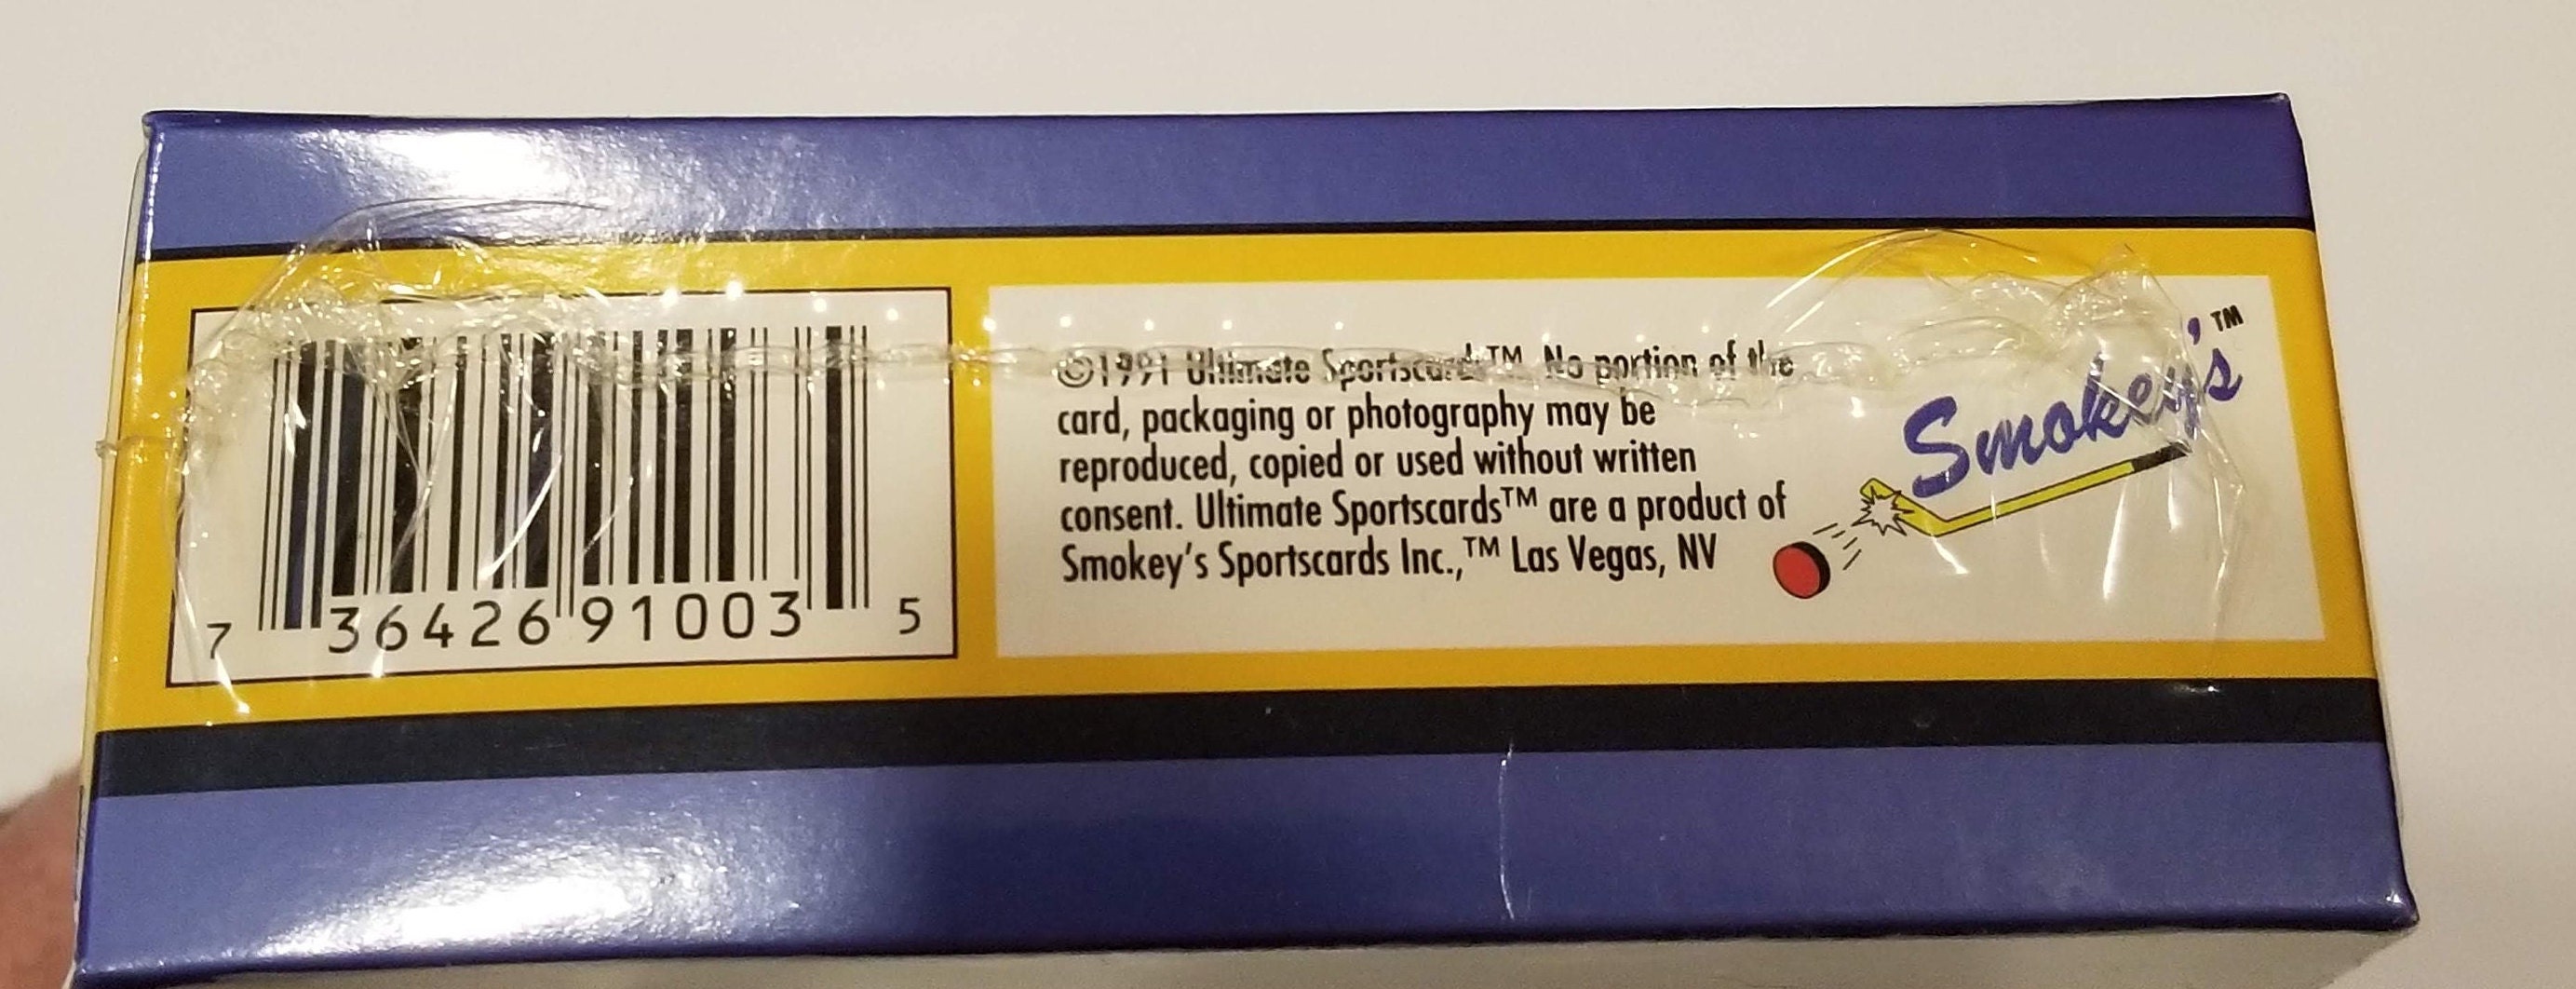 7 36426 91003 5
©1991 Ultimate Sportscards™ No portion of the
card, packaging or photography may be
reproduced, copied or used without written
consent. Ultimate Sportscards™ are a product of
Smokey's Sportscards Inc.,™ Las Vegas, NV
Smokey's™